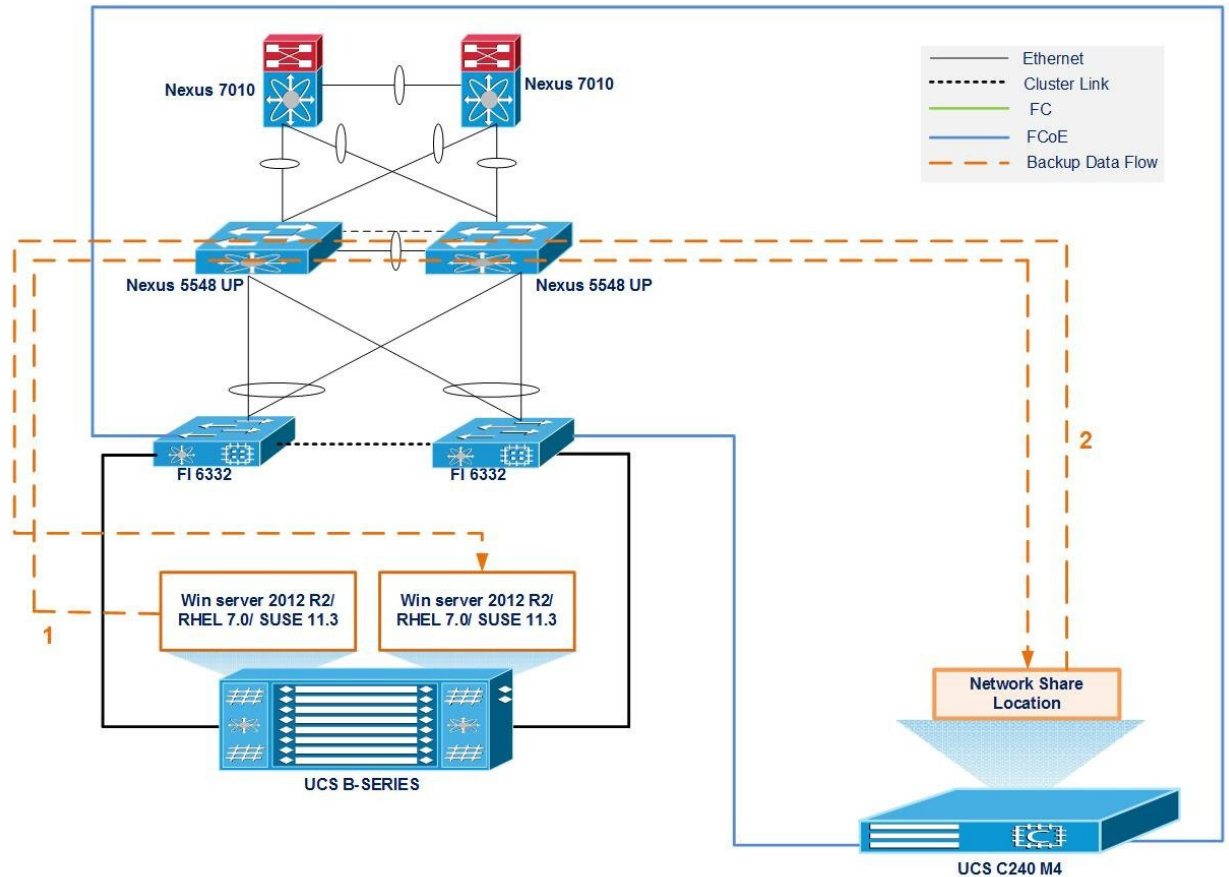 Nexus 7010
Nexus 7010
Ethernet
Cluster Link
FC
FCoE
Backup Data Flow
Nexus 5548 UP
Nexus 5548 UP
FI 6332
FI 6332
2
Win server 2012 R2/
RHEL 7.0/ SUSE 11.3
Win server 2012 R2/
RHEL 7.0/ SUSE 11.3
1
Network Share
Location
UCS B-SERIES
C
UCS C240 M4